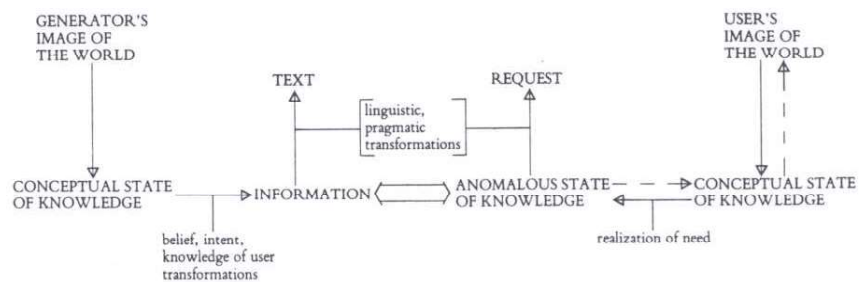 GENERATOR'S
IMAGE OF
THE WORLD
USER'S
IMAGE OF
THE WORLD
TEXT
REQUEST
linguistic,
pragmatic
transformations
CONCEPTUAL STATE
OF KNOWLEDGE
INFORMATION
ANOMALOUS STATE
OF KNOWLEDGE
CONCEPTUAL STATE
OF KNOWLEDGE
belief, intent,
knowledge of user
transformations
realization of need